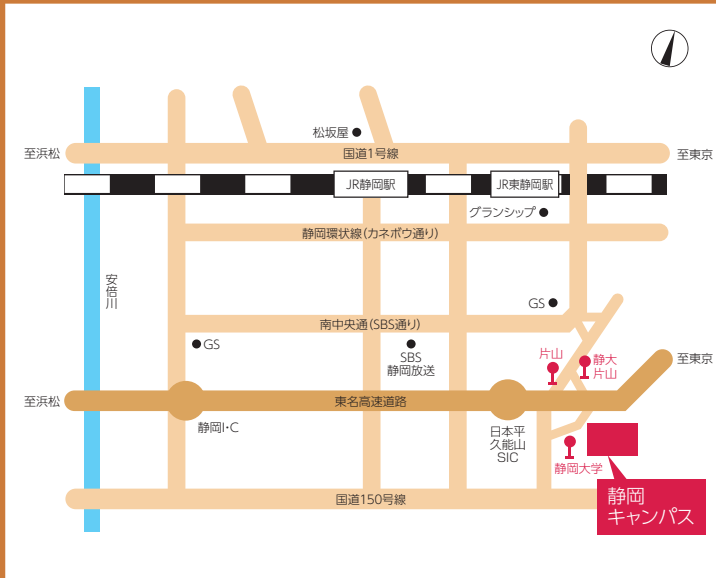 松坂屋
至浜松
国道1号線
至東京
JR静岡駅
JR東静岡駅
グランシップ
静岡環状線(カネボウ通り)
安倍川
GS
南中央通(SBS通り)
GS
SBS
静岡放送
片山
静大
片山
至東京
至浜松
東名高速道路
静岡I・C
日本平
久能山
SIC
静岡大学
国道150号線
静岡
キャンパス